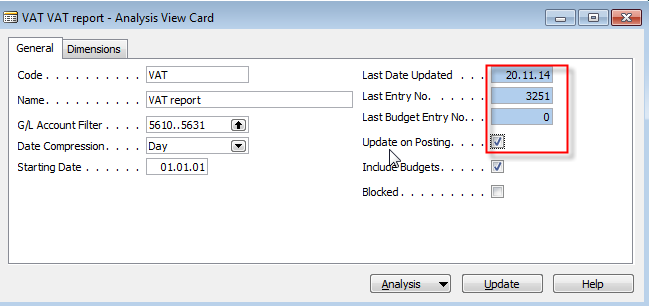 VAT VAT report - Analysis View Card
General
Dimensions
Code . . . . . . . . . . VAT
Name. . . . . . . . . . VAT report
G/L Account Filter . . . . 5610..5631
Date Compression. . . . . Day
Starting Date . . . . . . 01.01.01
Last Date Updated . . . 20.11.14
Last Entry No. . . . . . 3251
Last Budget Entry No. . . 0
Update on Posting. . . . .
Include Budgets . . . . .
Blocked . . . . . . . . .
Analysis
Update
Help